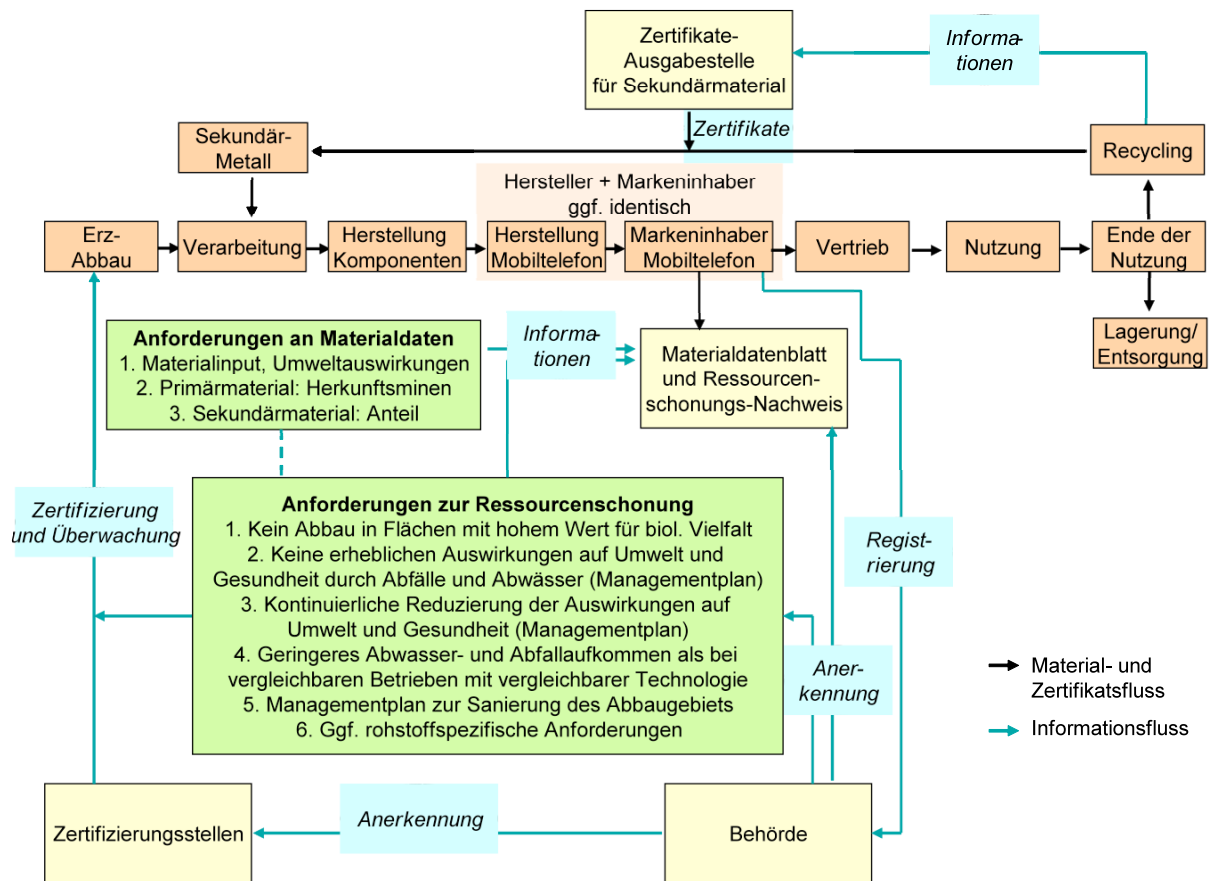 Zertifikate-
Ausgabestelle
für Sekundärmaterial
Informa-
tionen
Zertifikate
Sekundär-
Metall
Recycling
Hersteller + Markeninhaber
ggf. identisch
Erz-
Abbau
Verarbeitung
Herstellung
Komponenten
Herstellung
Mobiltelefon
Markeninhaber
Mobiltelefon
Vertrieb
Nutzung
Ende der
Nutzung
Lagerung/
Entsorgung
Anforderungen an Materialdaten
1. Materialinput, Umweltauswirkungen
2. Primärmaterial: Herkunftsminen
3. Sekundärmaterial: Anteil
Informa-
tionen
Materialdatenblatt
und Ressourcen-
schonungs-Nachweis
Zertifizierung
und Überwachung
Anforderungen zur Ressourcenschonung
1. Kein Abbau in Flächen mit hohem Wert für biol. Vielfalt
2. Keine erheblichen Auswirkungen auf Umwelt und
Gesundheit durch Abfälle und Abwässer (Managementplan)
3. Kontinuierliche Reduzierung der Auswirkungen auf
Umwelt und Gesundheit (Managementplan)
4. Geringeres Abwasser- und Abfallaufkommen als bei
vergleichbaren Betrieben mit vergleichbarer Technologie
5. Managementplan zur Sanierung des Abbaugebiets
6. Ggf. rohstoffspezifische Anforderungen
Regist-
rierung
Aner-
kennung
Material- und
Zertifikatsfluss
Informationsfluss
Zertifizierungsstellen
Anerkennung
Behörde